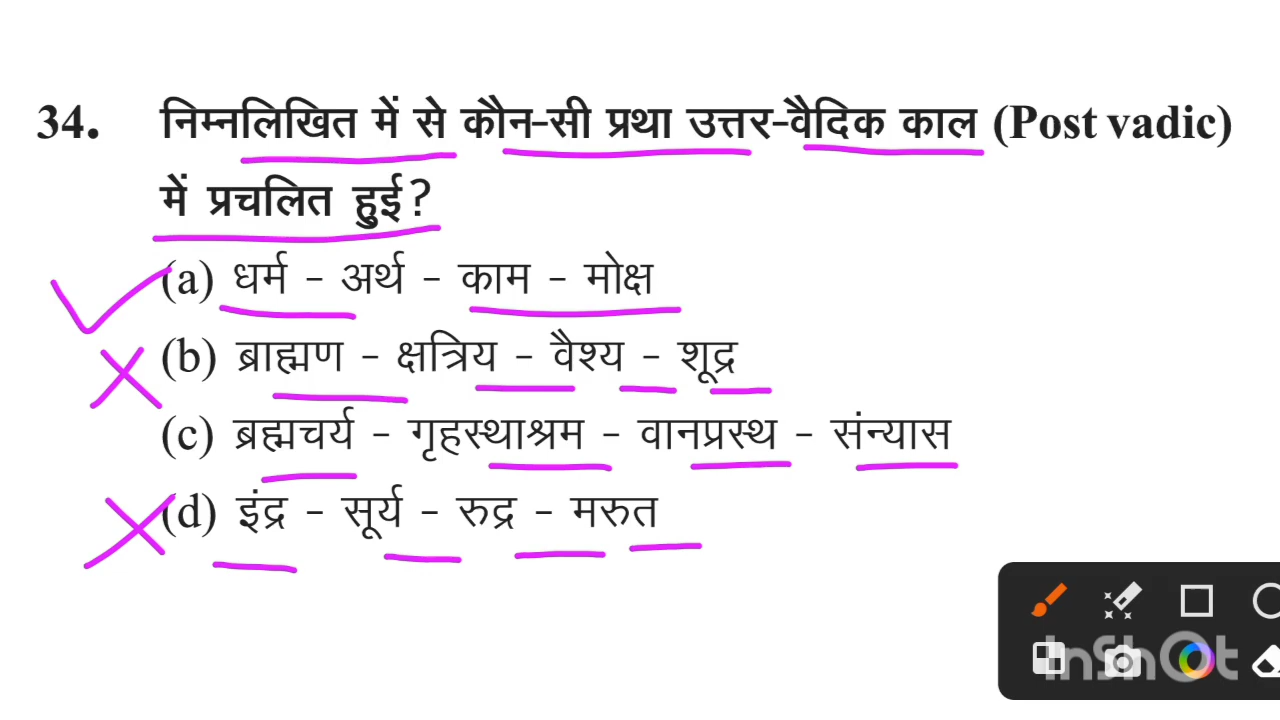 34. निम्नलिखित में से कौन-सी प्रथा उत्तर-वैदिक काल (Post vadic)
में प्रचलित हुई?
(a) धर्म - अर्थ - काम - मोक्ष
(b) ब्राह्मण - क्षत्रिय - वैश्य - शूद्र
(c) ब्रह्मचर्य - गृहस्थाश्रम - वानप्रस्थ - संन्यास
(d) इंद्र - सूर्य - रुद्र - मरुत
InShOt